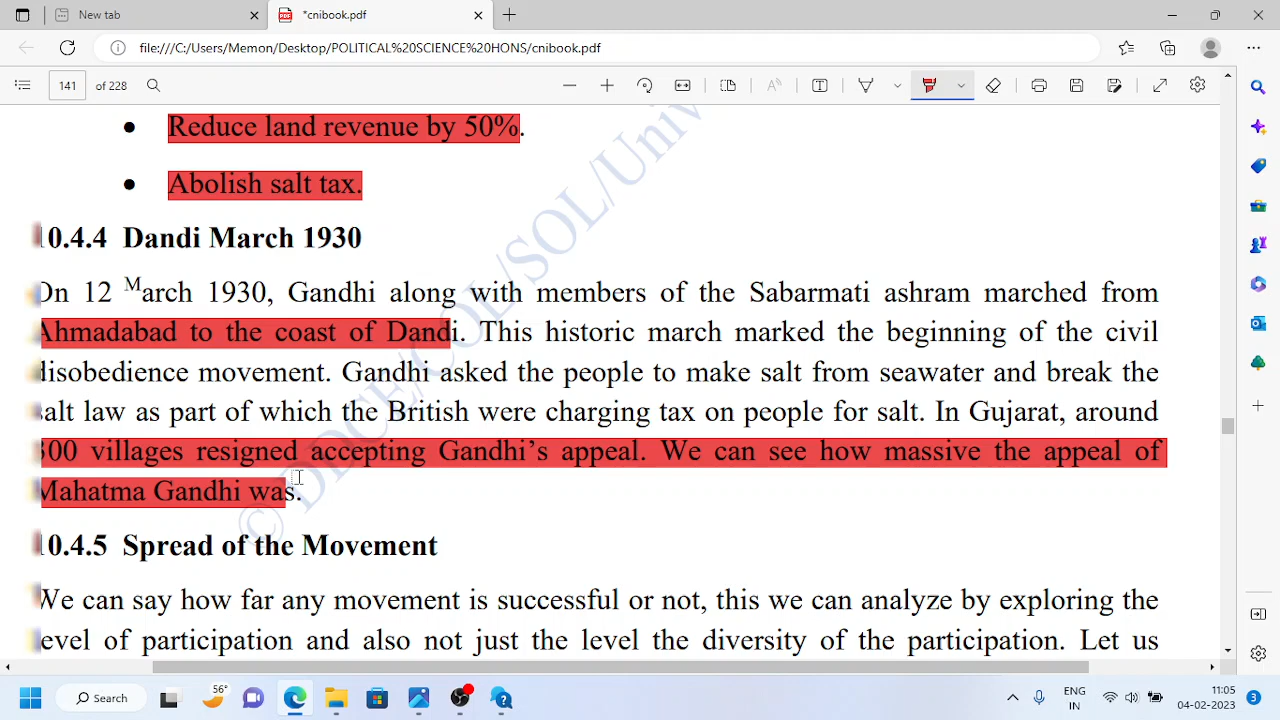 New tab
*cnibook.pdf
file:///C:/Users/Memon/Desktop/POLITICAL%20SCIENCE%20HONS/cnibook.pdf
141 of 228
• Reduce land revenue by 50%.
• Abolish salt tax.
10.4.4 Dandi March 1930
On 12 March 1930, Gandhi along with members of the Sabarmati ashram marched from
Ahmadabad to the coast of Dandi. This historic march marked the beginning of the civil
disobedience movement. Gandhi asked the people to make salt from seawater and break the
salt law as part of which the British were charging tax on people for salt. In Gujarat, around
300 villages resigned accepting Gandhi's appeal. We can see how massive the appeal of
Mahatma Gandhi was.
10.4.5 Spread of the Movement
We can say how far any movement is successful or not, this we can analyze by exploring the
level of participation and also not just the level the diversity of the participation. Let us
© DDCE/COL/SOL/Univ
Search
56°
ENG
IN
11:05
04-02-2023
3